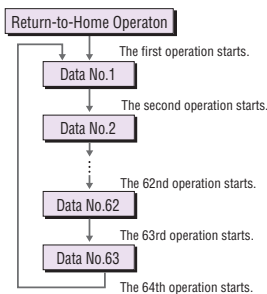 Return-to-Home Operaton
The first operation starts.
Data No.1
The second operation starts.
Data No.2
The 62nd operation starts.
Data No.62
The 63rd operation starts.
Data No.63
The 64th operation starts.